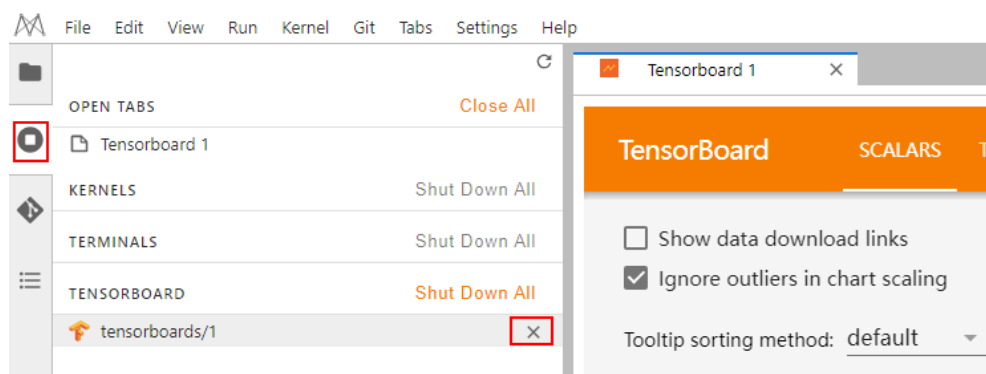 File Edit View Run Kernel Git Tabs Settings Help
OPEN TABS Close All
Tensorboard 1
KERNELS Shut Down All
TERMINALS Shut Down All
TENSORBOARD Shut Down All
tensorboards/1
Tensorboard 1
TensorBoard SCALARS
Show data download links
Ignore outliers in chart scaling
Tooltip sorting method: default